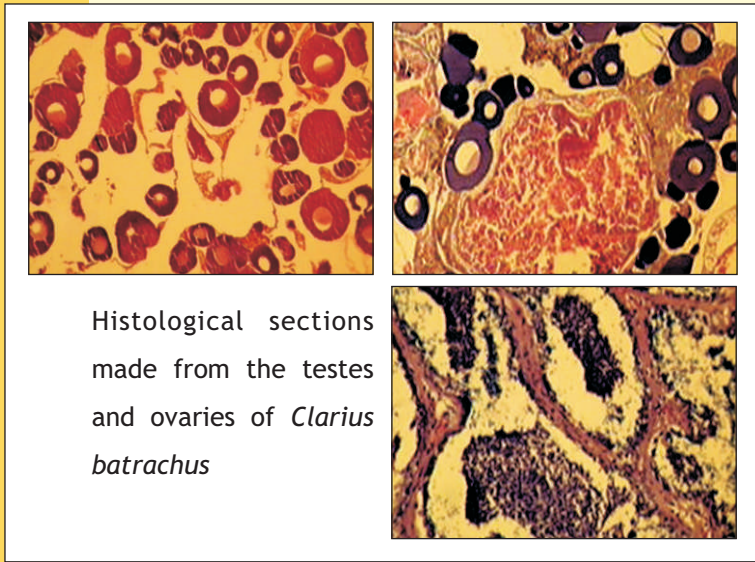 Histological sections
made from the testes
and ovaries of Clarius
batrachus